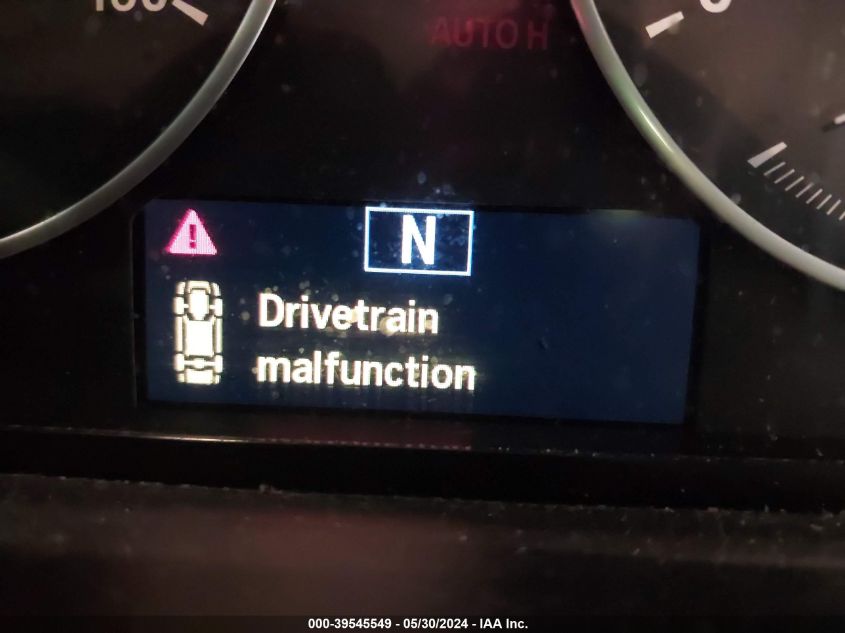 AUTO H
N
Drivetrain
malfunction
000-39545549 - 05/30/2024 - IAA Inc.